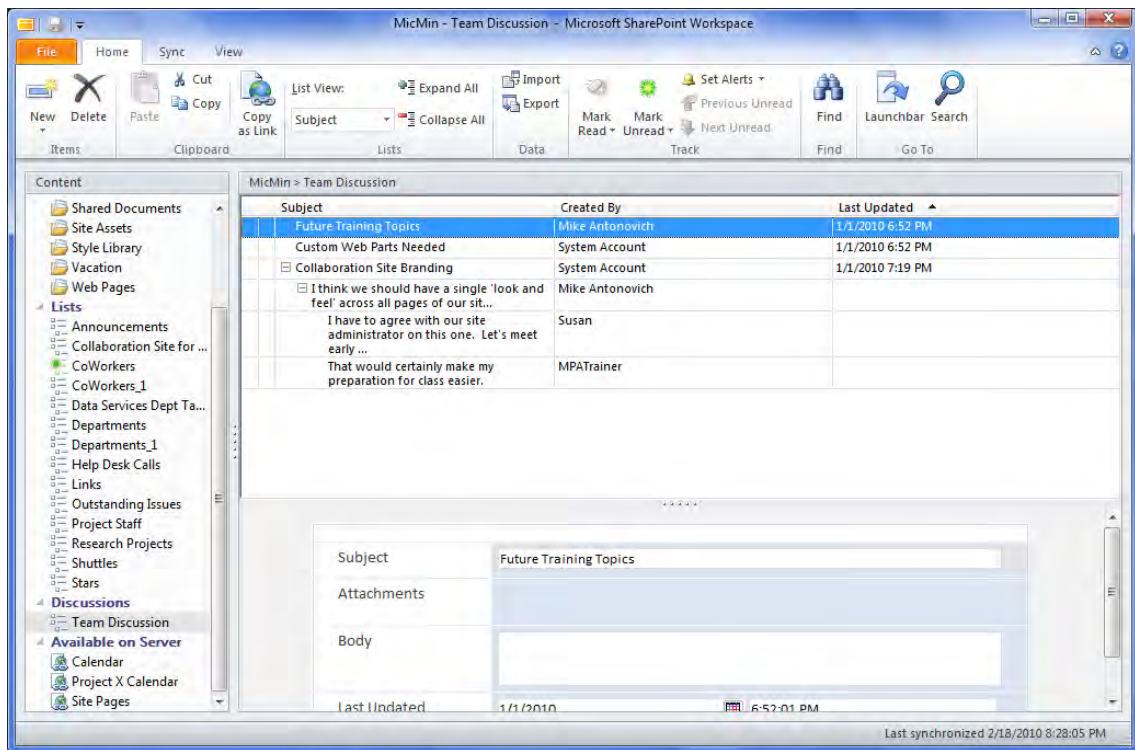 MicMin - Team Discussion - Microsoft SharePoint Workspace
File Home Sync View
New
Delete
Items
Paste
Cut
Copy
Clipboard
Copy as Link
List View:
Subject
Expand All
Collapse All
Lists
Import
Export
Data
Mark Read
Mark Unread
Set Alerts
Previous Unread
Next Unread
Track
Find
Find
Launchbar
Search
Go To
Content
Shared Documents
Site Assets
Style Library
Vacation
Web Pages
Lists
Announcements
Collaboration Site for ...
CoWorkers
CoWorkers_1
Data Services Dept Ta...
Departments
Departments_1
Help Desk Calls
Links
Outstanding Issues
Project Staff
Research Projects
Shuttles
Stars
Discussions
Team Discussion
Available on Server
Calendar
Project X Calendar
Site Pages
MicMin > Team Discussion
Subject Created By Last Updated
Future Training Topics Mike Antonovich 1/1/2010 6:52 PM
Custom Web Parts Needed System Account 1/1/2010 6:52 PM
Collaboration Site Branding System Account 1/1/2010 7:19 PM
I think we should have a single 'look and Mike Antonovich
feel' across all pages of our sit...
I have to agree with our site Susan
administrator on this one. Let's meet
early ...
That would certainly make my MPATrainer
preparation for class easier.
Subject Future Training Topics
Attachments
Body
Last Updated 1/1/2010 6:52:01 PM
Last synchronized 2/18/2010 8:28:05 PM